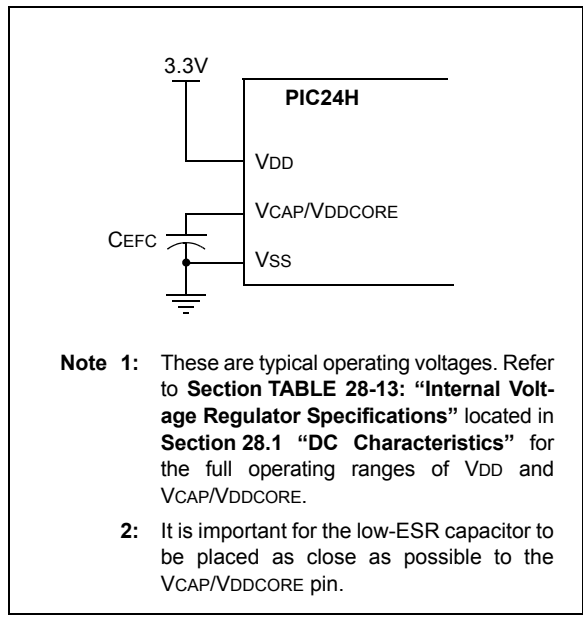 3.3V
PIC24H
VDD
VCAP/VDDCORE
CEFC
VSS
Note 1: These are typical operating voltages. Refer
to Section TABLE 28-13: “Internal Volt-
age Regulator Specifications” located in
Section 28.1 “DC Characteristics” for
the full operating ranges of VDD and
VCAP/VDDCORE.
2: It is important for the low-ESR capacitor to
be placed as close as possible to the
VCAP/VDDCORE pin.